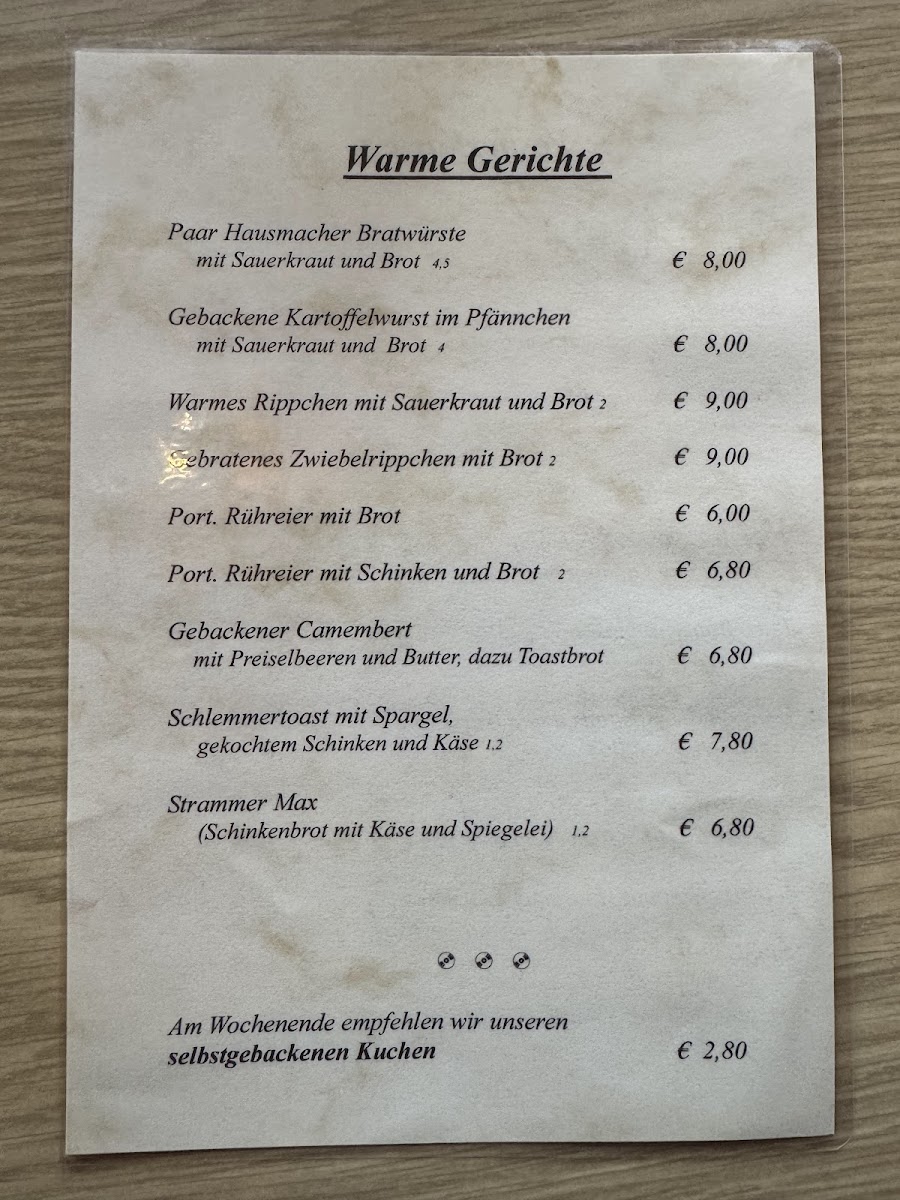 Warme Gerichte
Paar Hausmacher Bratwürste
mit Sauerkraut und Brot 4,5 € 8,00
Gebackene Kartoffelwurst im Pfännchen
mit Sauerkraut und Brot 4 € 8,00
Warmes Rippchen mit Sauerkraut und Brot 2 € 9,00
Gebratenes Zwiebelrippchen mit Brot 2 € 9,00
Port. Rühreier mit Brot € 6,00
Port. Rühreier mit Schinken und Brot 2 € 6,80
Gebackener Camembert
mit Preiselbeeren und Butter, dazu Toastbrot € 6,80
Schlemmertoast mit Spargel,
gekochtem Schinken und Käse 1,2 € 7,80
Strammer Max
(Schinkenbrot mit Käse und Spiegelei) 1,2 € 6,80
Am Wochenende empfehlen wir unseren
selbstgebackenen Kuchen € 2,80